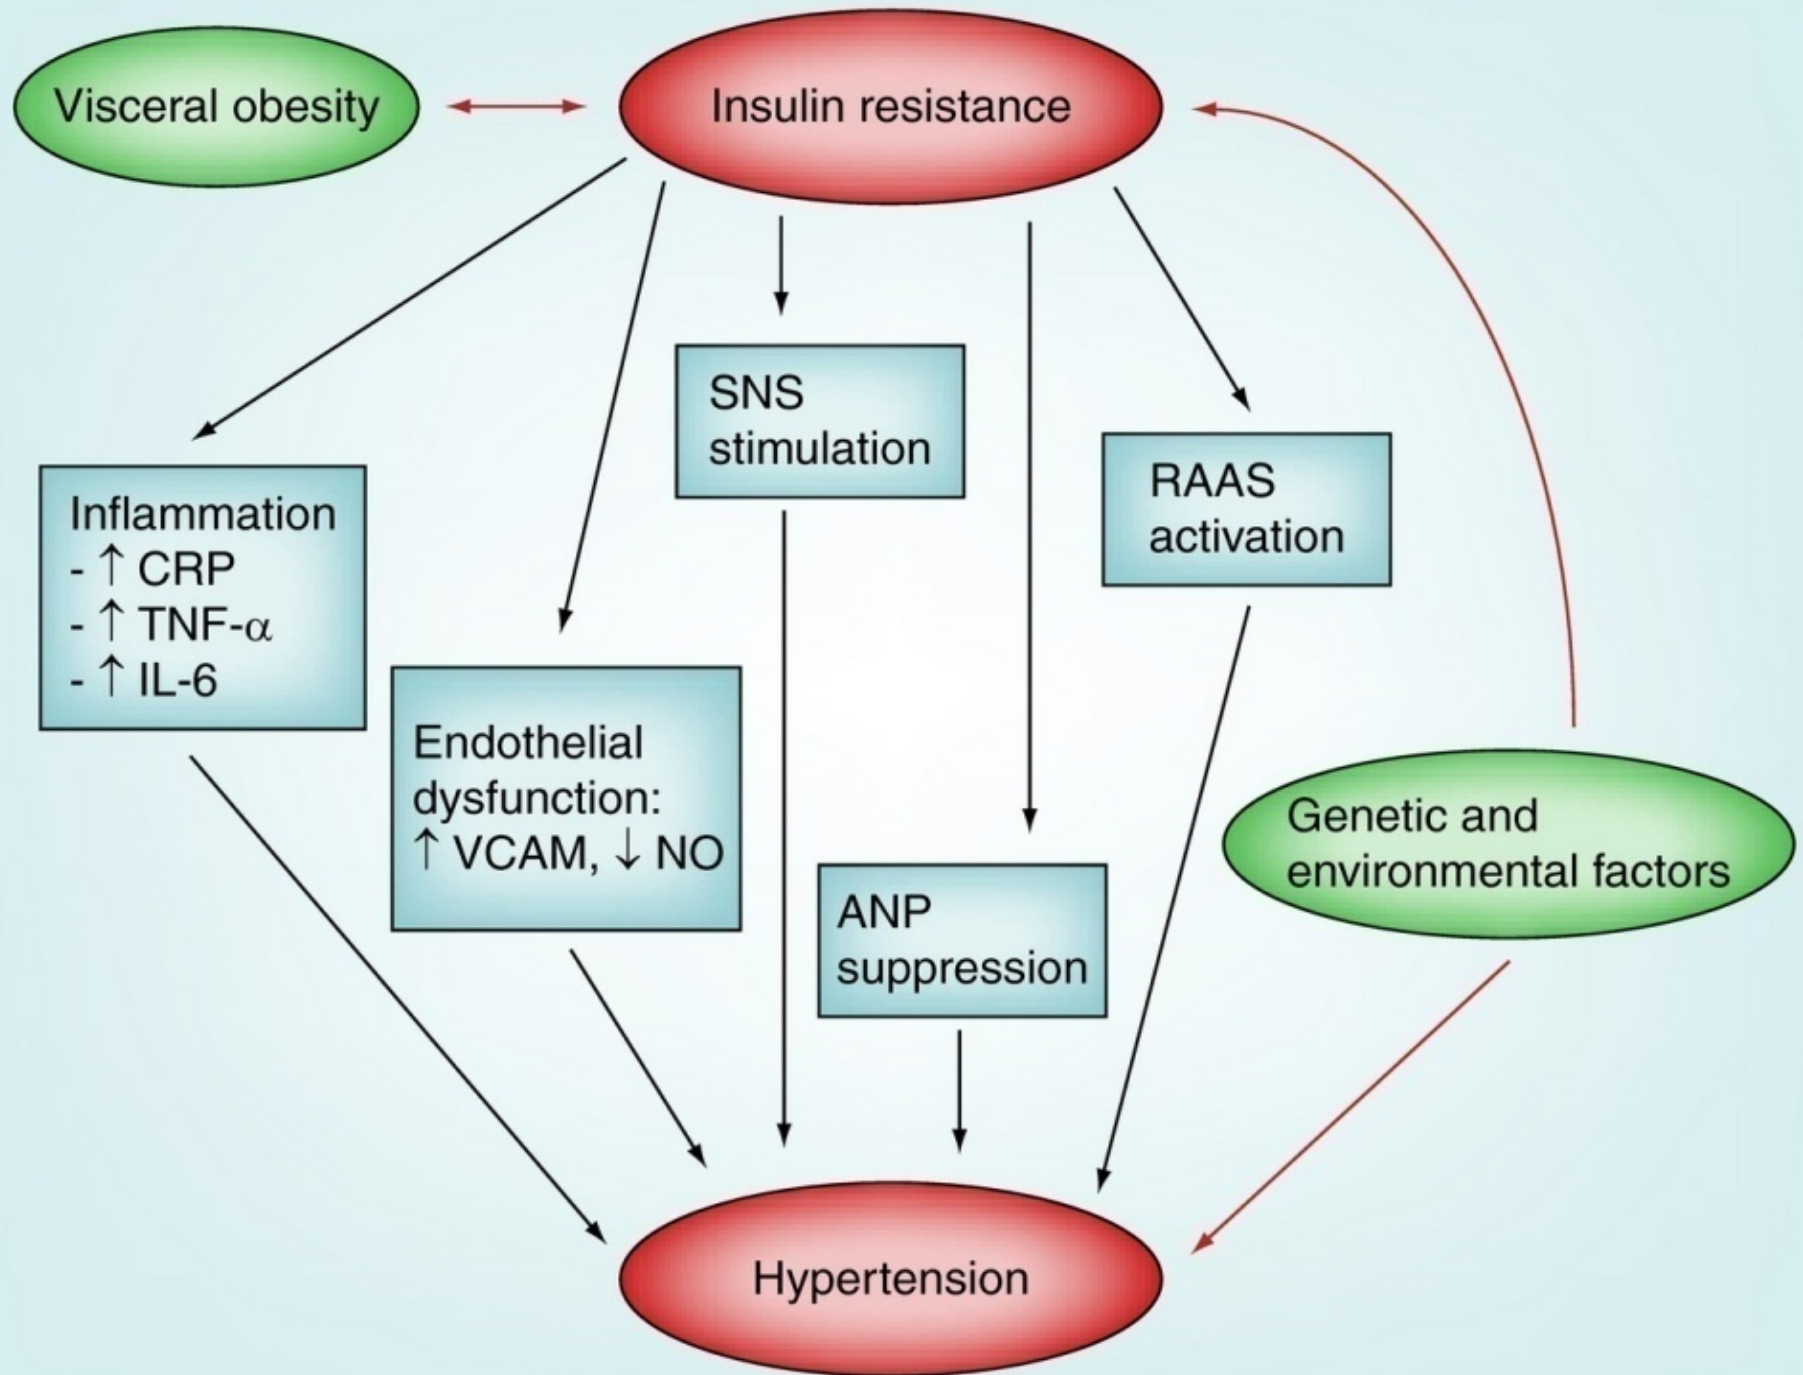 Visceral obesity
Insulin resistance
SNS
stimulation
RAAS
activation
Inflammation
- ↑ CRP
- ↑ TNF-α
- ↑ IL-6
Endothelial
dysfunction:
↑ VCAM, ↓ NO
Genetic and
environmental factors
ANP
suppression
Hypertension